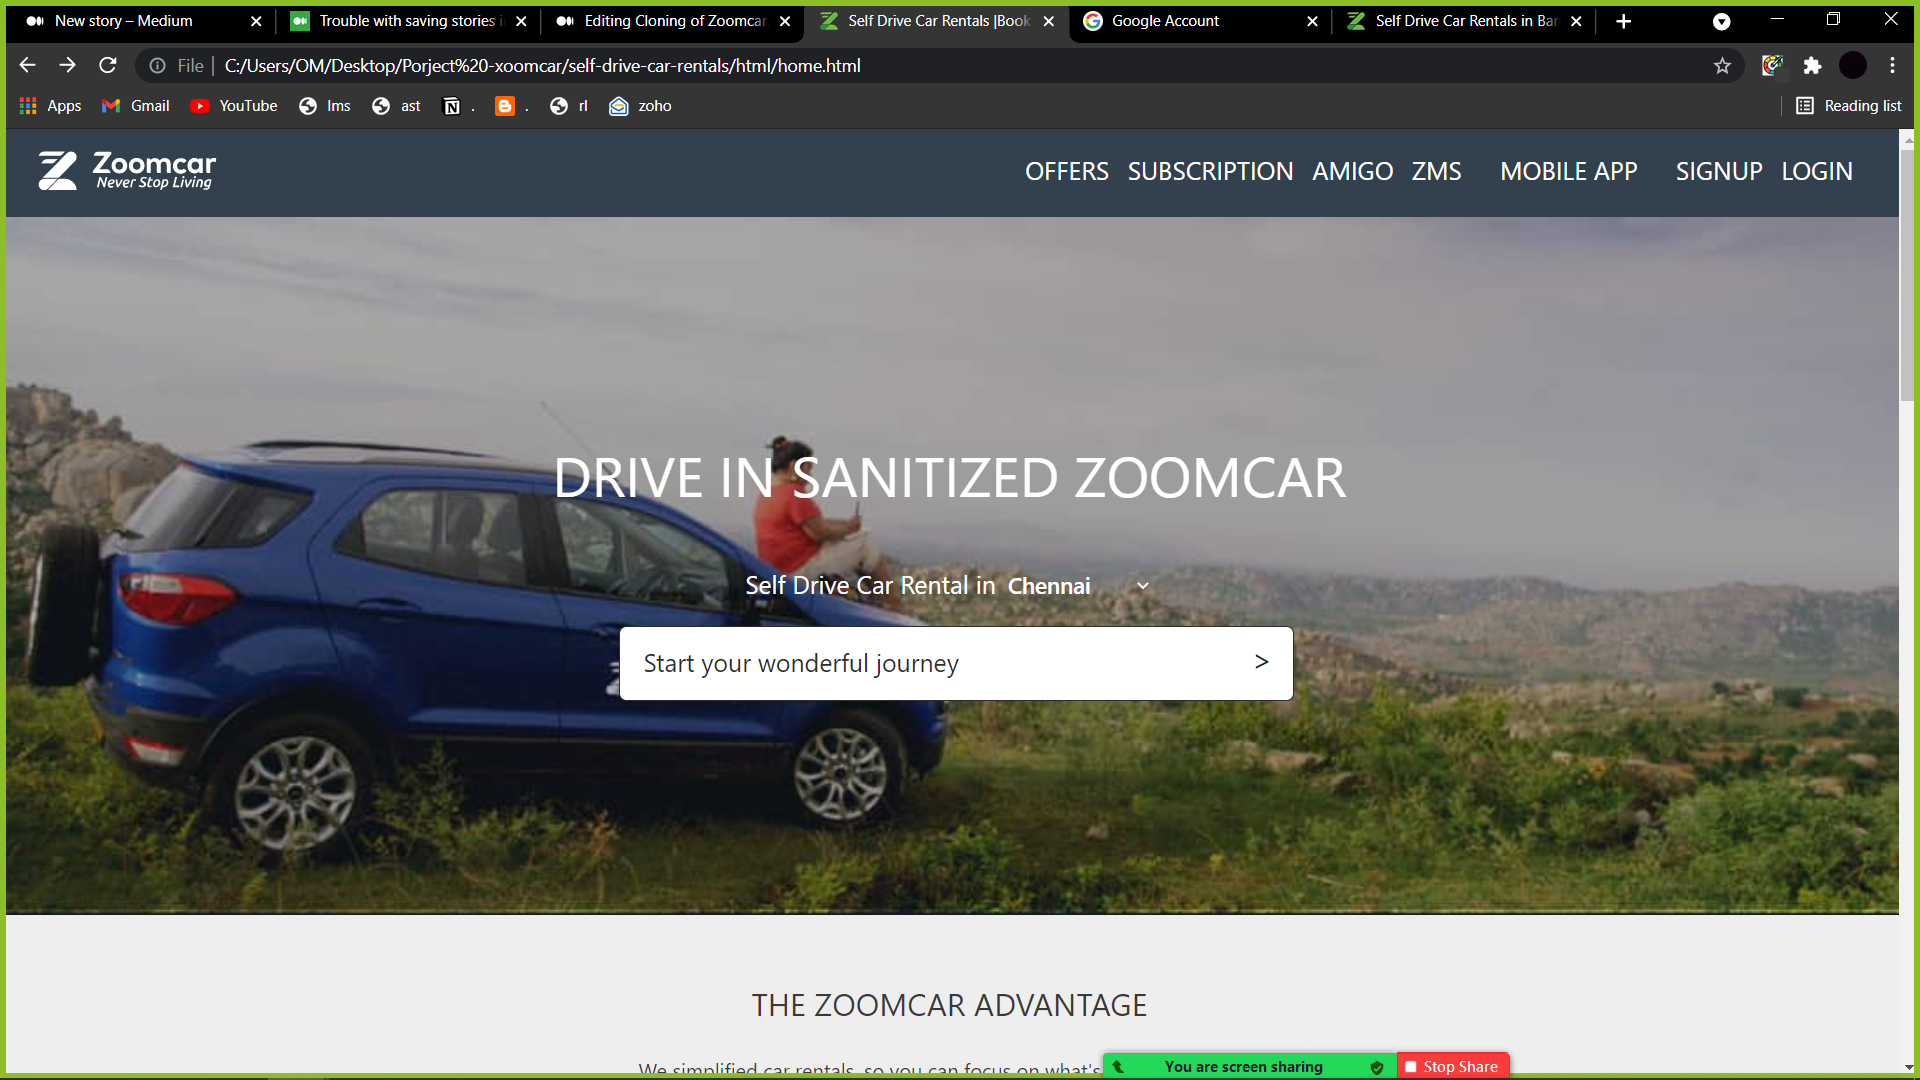 New story – Medium
Trouble with saving stories i
Editing Cloning of Zoomcar
Self Drive Car Rentals |Book
Google Account
Self Drive Car Rentals in Ban
File | C:/Users/OM/Desktop/Porject%20-xoomcar/self-drive-car-rentals/html/home.html
Apps Gmail YouTube lms ast . . rl zoho Reading list
Zoomcar
Never Stop Living
OFFERS SUBSCRIPTION AMIGO ZMS MOBILE APP SIGNUP LOGIN
DRIVE IN SANITIZED ZOOMCAR
Self Drive Car Rental in Chennai
Start your wonderful journey >
THE ZOOMCAR ADVANTAGE
We simplified car rentals, so you can focus on what's
You are screen sharing Stop Share